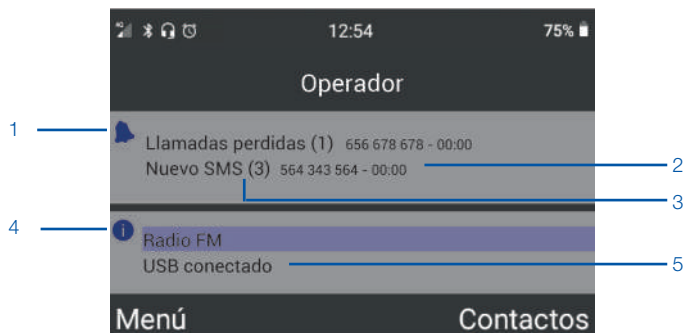 4G 12:54 75%
Operador
1
Llamadas perdidas (1) 656 678 678 - 00:00
Nuevo SMS (3) 564 343 564 - 00:00
2
3
4
i
Radio FM
USB conectado
5
Menú Contactos